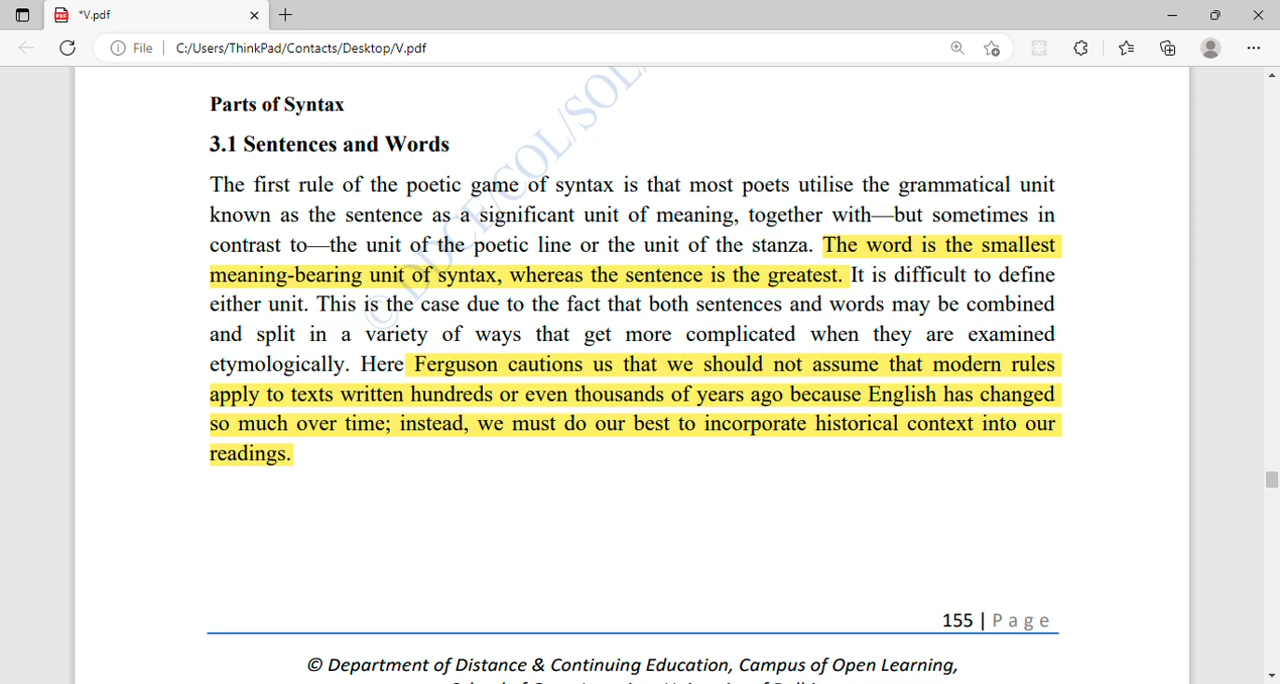 *V.pdf
File
C:/Users/ThinkPad/Contacts/Desktop/V.pdf
Parts of Syntax
3.1 Sentences and Words
The first rule of the poetic game of syntax is that most poets utilise the grammatical unit
known as the sentence as a significant unit of meaning, together with—but sometimes in
contrast to—the unit of the poetic line or the unit of the stanza. The word is the smallest
meaning-bearing unit of syntax, whereas the sentence is the greatest. It is difficult to define
either unit. This is the case due to the fact that both sentences and words may be combined
and split in a variety of ways that get more complicated when they are examined
etymologically. Here Ferguson cautions us that we should not assume that modern rules
apply to texts written hundreds or even thousands of years ago because English has changed
so much over time; instead, we must do our best to incorporate historical context into our
readings.
© DDCE/COL/SOL/
155 | Page
© Department of Distance & Continuing Education, Campus of Open Learning,